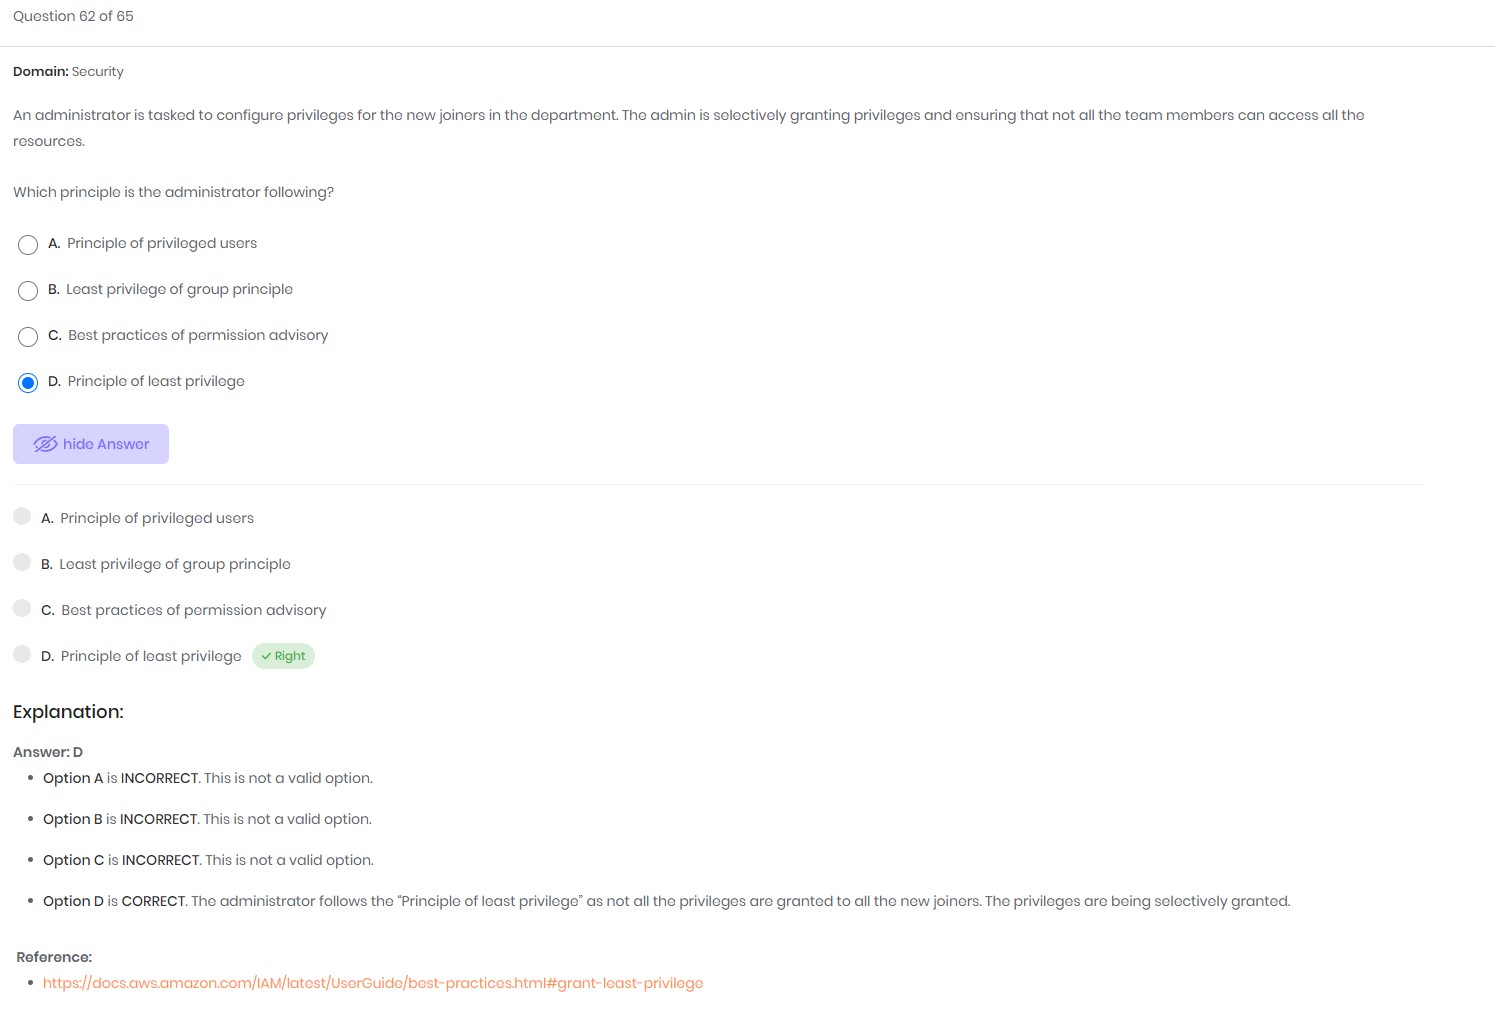 Question 62 of 65
Domain: Security
An administrator is tasked to configure privileges for the new joiners in the department. The admin is selectively granting privileges and ensuring that not all the team members can access all the
resources.
Which principle is the administrator following?
A. Principle of privileged users
B. Least privilege of group principle
C. Best practices of permission advisory
D. Principle of least privilege
hide Answer
A. Principle of privileged users
B. Least privilege of group principle
C. Best practices of permission advisory
D. Principle of least privilege ✓ Right
Explanation:
Answer: D
• Option A is INCORRECT. This is not a valid option.
• Option B is INCORRECT. This is not a valid option.
• Option C is INCORRECT. This is not a valid option.
• Option D is CORRECT. The administrator follows the “Principle of least privilege” as not all the privileges are granted to all the new joiners. The privileges are being selectively granted.
Reference:
• https://docs.aws.amazon.com/IAM/latest/UserGuide/best-practices.html#grant-least-privilege